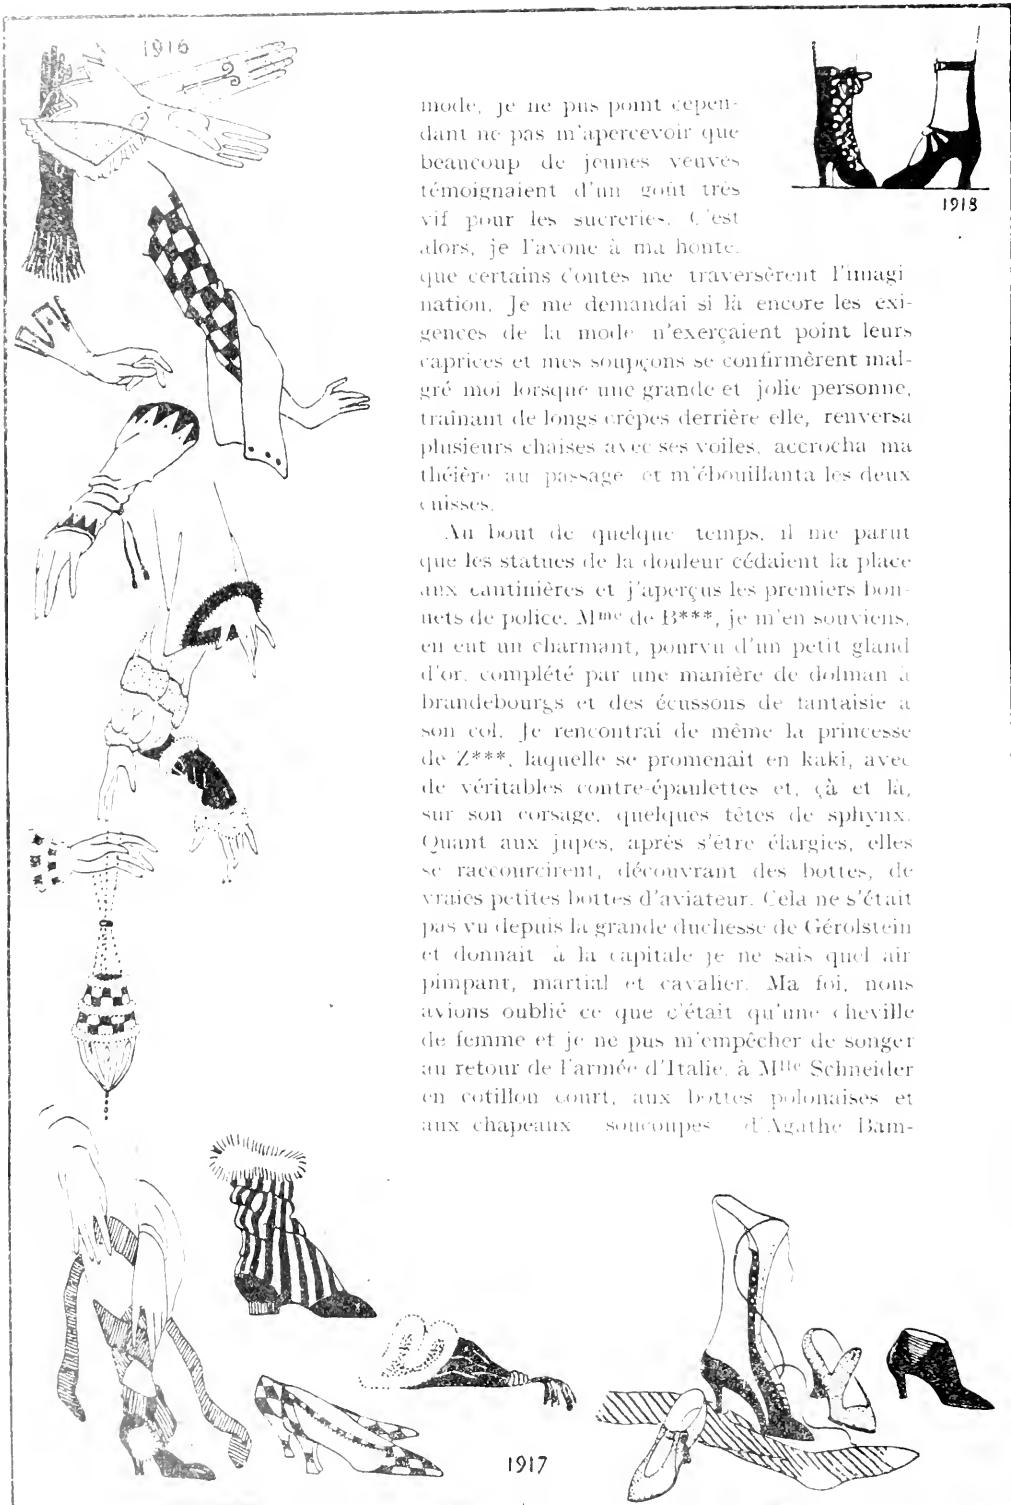 1916
1918
mode, je ne pus point cepen-
dant ne pas m'apercevoir que
beaucoup de jeunes veuves
témoignaient d'un goût très
vif pour les sucreries. C'est
alors, je l'avoue à ma honte,
que certains doutes me traversèrent l'imagi-
nation. Je me demandai si là encore les exi-
gences de la mode n'exerçaient point leurs
caprices et mes soupçons se confirmèrent mal-
gré moi lorsque une grande et jolie personne,
traînant de longs crêpes derrière elle, renversa
plusieurs chaises avec ses voiles, accrocha ma
théière au passage et m'ébouillanta les deux
cuisses.
Au bout de quelque temps, il me parut
que les statues de la douleur cédaient la place
aux cantinières et j'aperçus les premiers bon-
nets de police. Mme de B***, je m'en souviens,
en eut un charmant, pourvu d'un petit gland
d'or, complété par une manière de dolman à
brandebourgs et des écussons de fantaisie à
son col. Je rencontrai de même la princesse
de Z***, laquelle se promenait en kaki, avec
de véritables contre-épaulettes et, çà et là,
sur son corsage, quelques têtes de sphynx.
Quant aux jupes, après s'être élargies, elles
se raccourcirent, découvrant des bottes, de
vraies petites bottes d'aviateur. Cela ne s'était
pas vu depuis la grande duchesse de Gérolstein
et donnait à la capitale je ne sais quel air
pimpant, martial et cavalier. Ma foi, nous
avions oublié ce que c'était qu'une cheville
de femme et je ne pus m'empêcher de songer
au retour de l'armée d'Italie, à Mlle Schneider
en cotillon court, aux bottes polonaises et
aux chapeaux soucoupes d'Agathe Bam-
1917